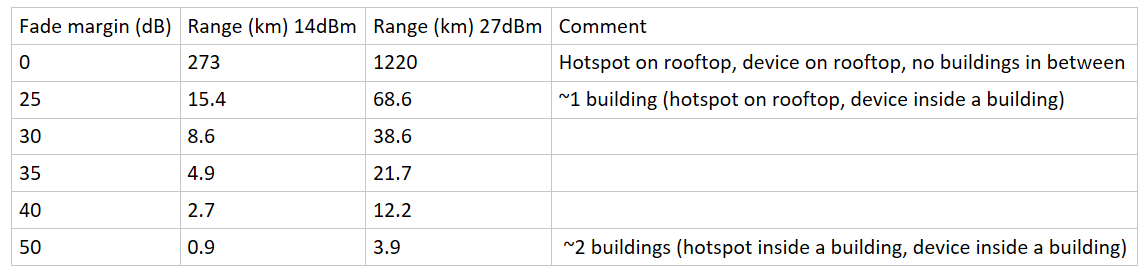 Fade margin (dB) Range (km) 14dBm Range (km) 27dBm Comment
0 273 1220 Hotspot on rooftop, device on rooftop, no buildings in between
25 15.4 68.6 ~1 building (hotspot on rooftop, device inside a building)
30 8.6 38.6
35 4.9 21.7
40 2.7 12.2
50 0.9 3.9 ~2 buildings (hotspot inside a building, device inside a building)